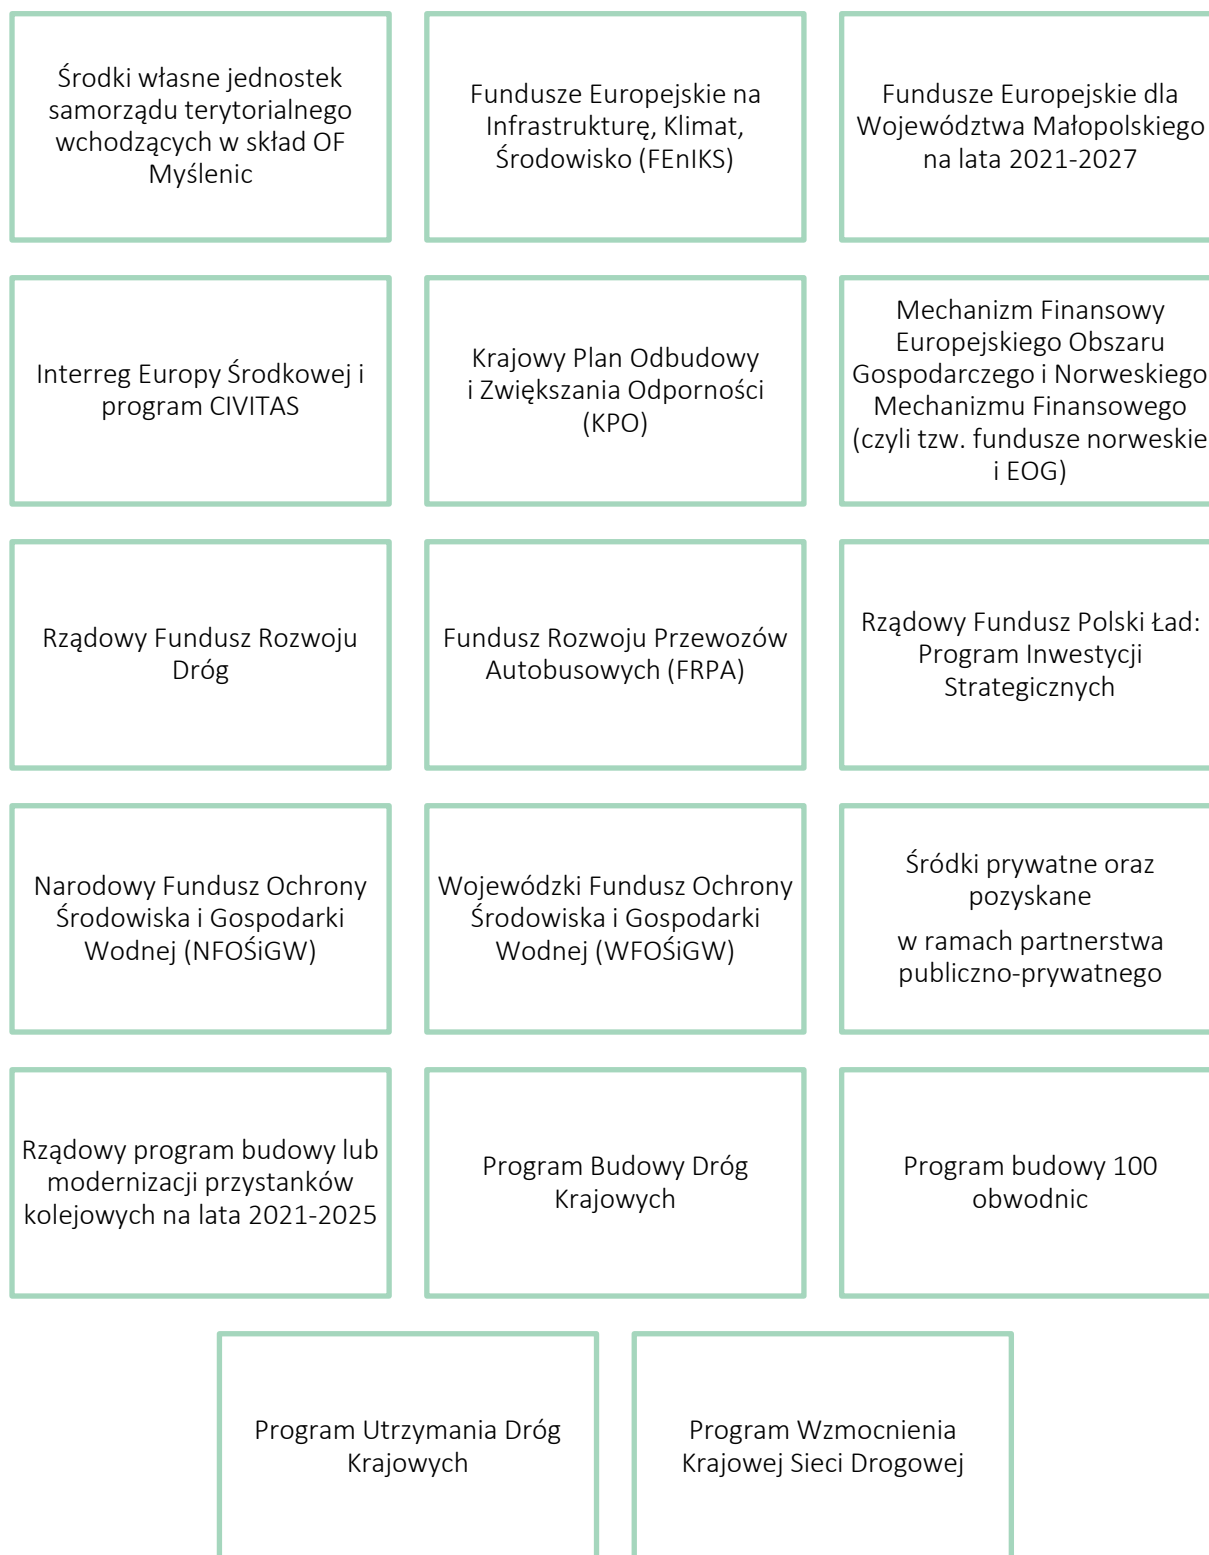 Środki własne jednostek
samorządu terytorialnego
wchodzących w skład OF
Myślenic
Fundusze Europejskie na
Infrastrukturę, Klimat,
Środowisko (FEnIKS)
Fundusze Europejskie dla
Województwa Małopolskiego
na lata 2021-2027
Interreg Europy Środkowej i
program CIVITAS
Krajowy Plan Odbudowy
i Zwiększania Odporności
(KPO)
Mechanizm Finansowy
Europejskiego Obszaru
Gospodarczego i Norweskiego
Mechanizmu Finansowego
(czyli tzw. fundusze norweskie
i EOG)
Rządowy Fundusz Rozwoju
Dróg
Fundusz Rozwoju Przewozów
Autobusowych (FRPA)
Rządowy Fundusz Polski Ład:
Program Inwestycji
Strategicznych
Narodowy Fundusz Ochrony
Środowiska i Gospodarki
Wodnej (NFOŚiGW)
Wojewódzki Fundusz Ochrony
Środowiska i Gospodarki
Wodnej (WFOŚiGW)
Śródki prywatne oraz
pozyskane
w ramach partnerstwa
publiczno-prywatnego
Rządowy program budowy lub
modernizacji przystanków
kolejowych na lata 2021-2025
Program Budowy Dróg
Krajowych
Program budowy 100
obwodnic
Program Utrzymania Dróg
Krajowych
Program Wzmocnienia
Krajowej Sieci Drogowej